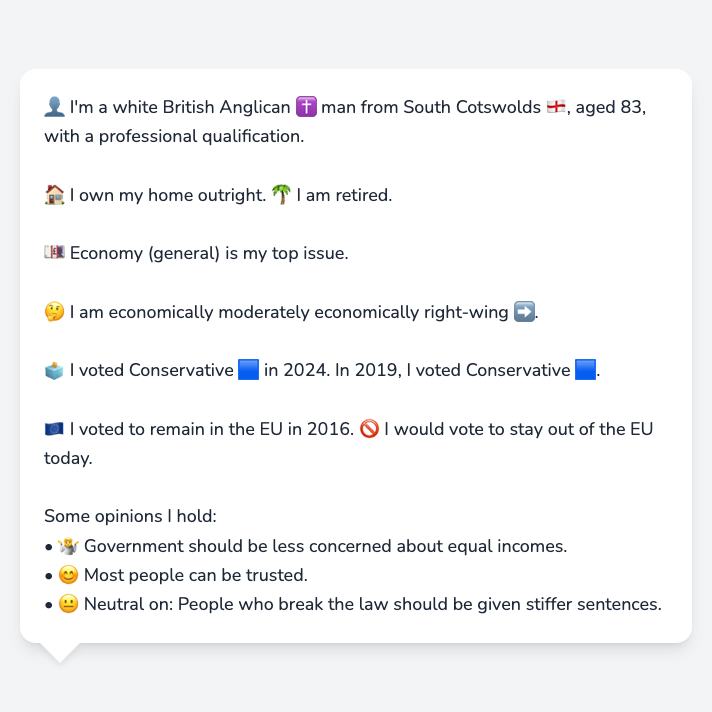 👤 I'm a white British Anglican ✝️ man from South Cotswolds 🏴󠁧󠁢󠁥󠁮󠁧󠁿, aged 83,
with a professional qualification.
🏠 I own my home outright. 🌴 I am retired.
💷 Economy (general) is my top issue.
🤔 I am economically moderately economically right-wing ➡️.
🗳️ I voted Conservative 🟦 in 2024. In 2019, I voted Conservative 🟦.
🇪🇺 I voted to remain in the EU in 2016. 🚫 I would vote to stay out of the EU
today.
Some opinions I hold:
• 🤷 Government should be less concerned about equal incomes.
• 😊 Most people can be trusted.
• 😐 Neutral on: People who break the law should be given stiffer sentences.